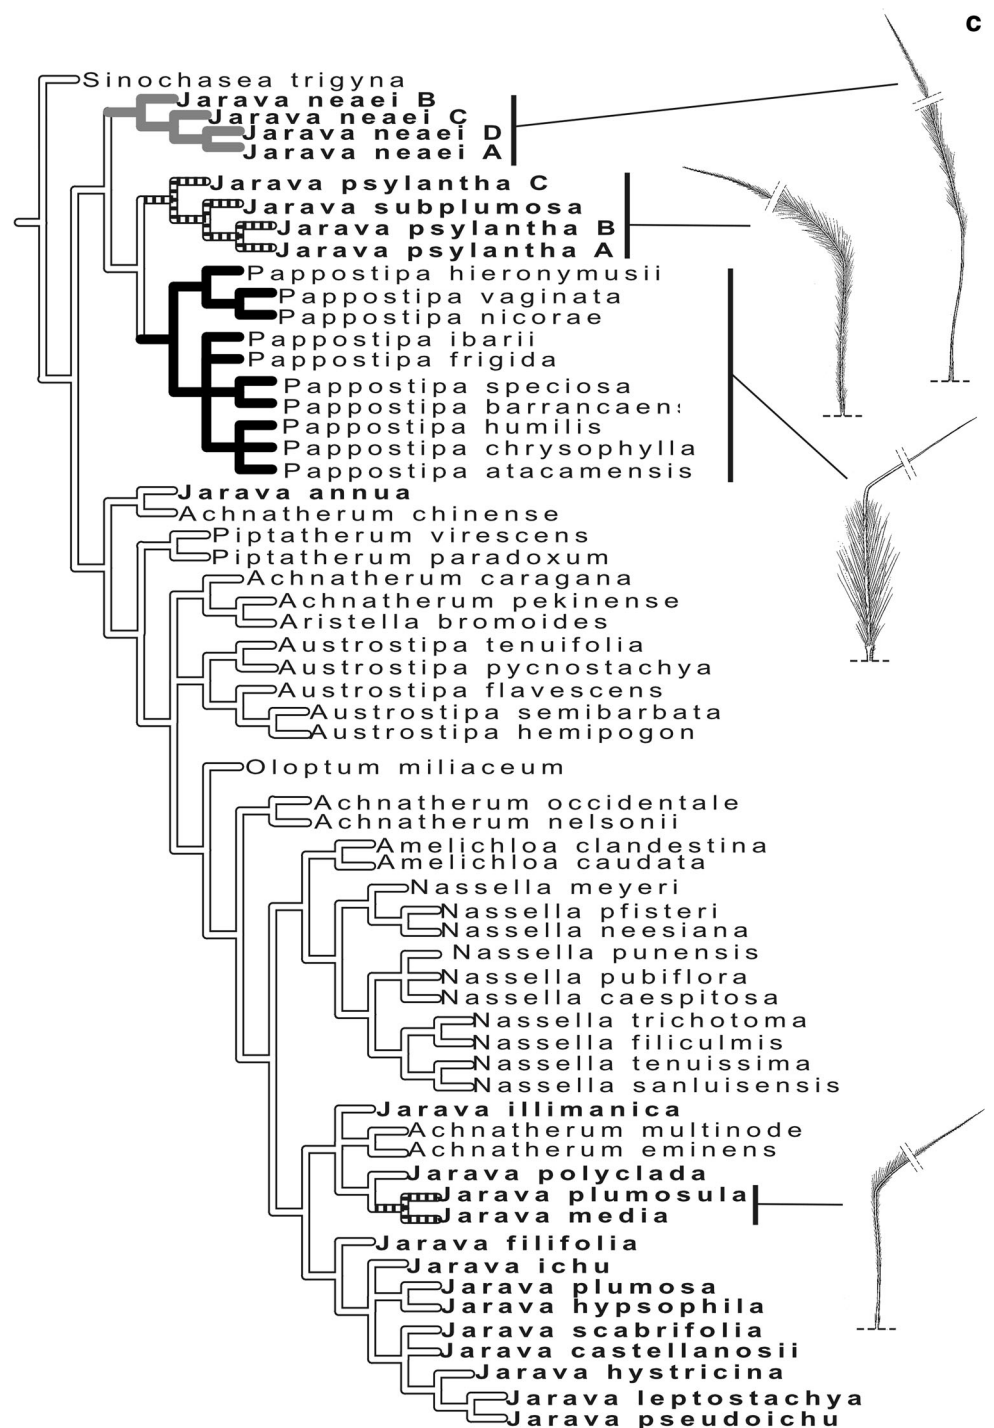 c
Sinochasea trigyna
Jarava neaei B
Jarava neaei C
Jarava neaei D
Jarava neaei A
Jarava psylantha C
Jarava subplumosa
Jarava psylantha B
Jarava psylantha A
Pappostipa hieronymusii
Pappostipa vaginata
Pappostipa nicorae
Pappostipa ibarii
Pappostipa frigida
Pappostipa speciosa
Pappostipa barrancaens
Pappostipa humilis
Pappostipa chrysophylla
Pappostipa atacamensis
Jarava annua
Achnatherum chinense
Piptatherum virescens
Piptatherum paradoxum
Achnatherum caragana
Achnatherum pekinense
Aristella bromoides
Austrostipa tenuifolia
Austrostipa pycnostachya
Austrostipa flavescens
Austrostipa semibarbata
Austrostipa hemipogon
Oloptum miliaceum
Achnatherum occidentale
Achnatherum nelsonii
Amelichloa clandestina
Amelichloa caudata
Nassella meyeri
Nassella pfisteri
Nassella neesiana
Nassella punensis
Nassella pubiflora
Nassella caespitosa
Nassella trichotoma
Nassella filiculmis
Nassella tenuissima
Nassella sanluisensis
Jarava illimanica
Achnatherum multinode
Achnatherum eminens
Jarava polyclada
Jarava plumosula
Jarava media
Jarava filifolia
Jarava ichu
Jarava plumosa
Jarava hypsophila
Jarava scabrifolia
Jarava castellanosii
Jarava hystricina
Jarava leptostachya
Jarava pseudoichu